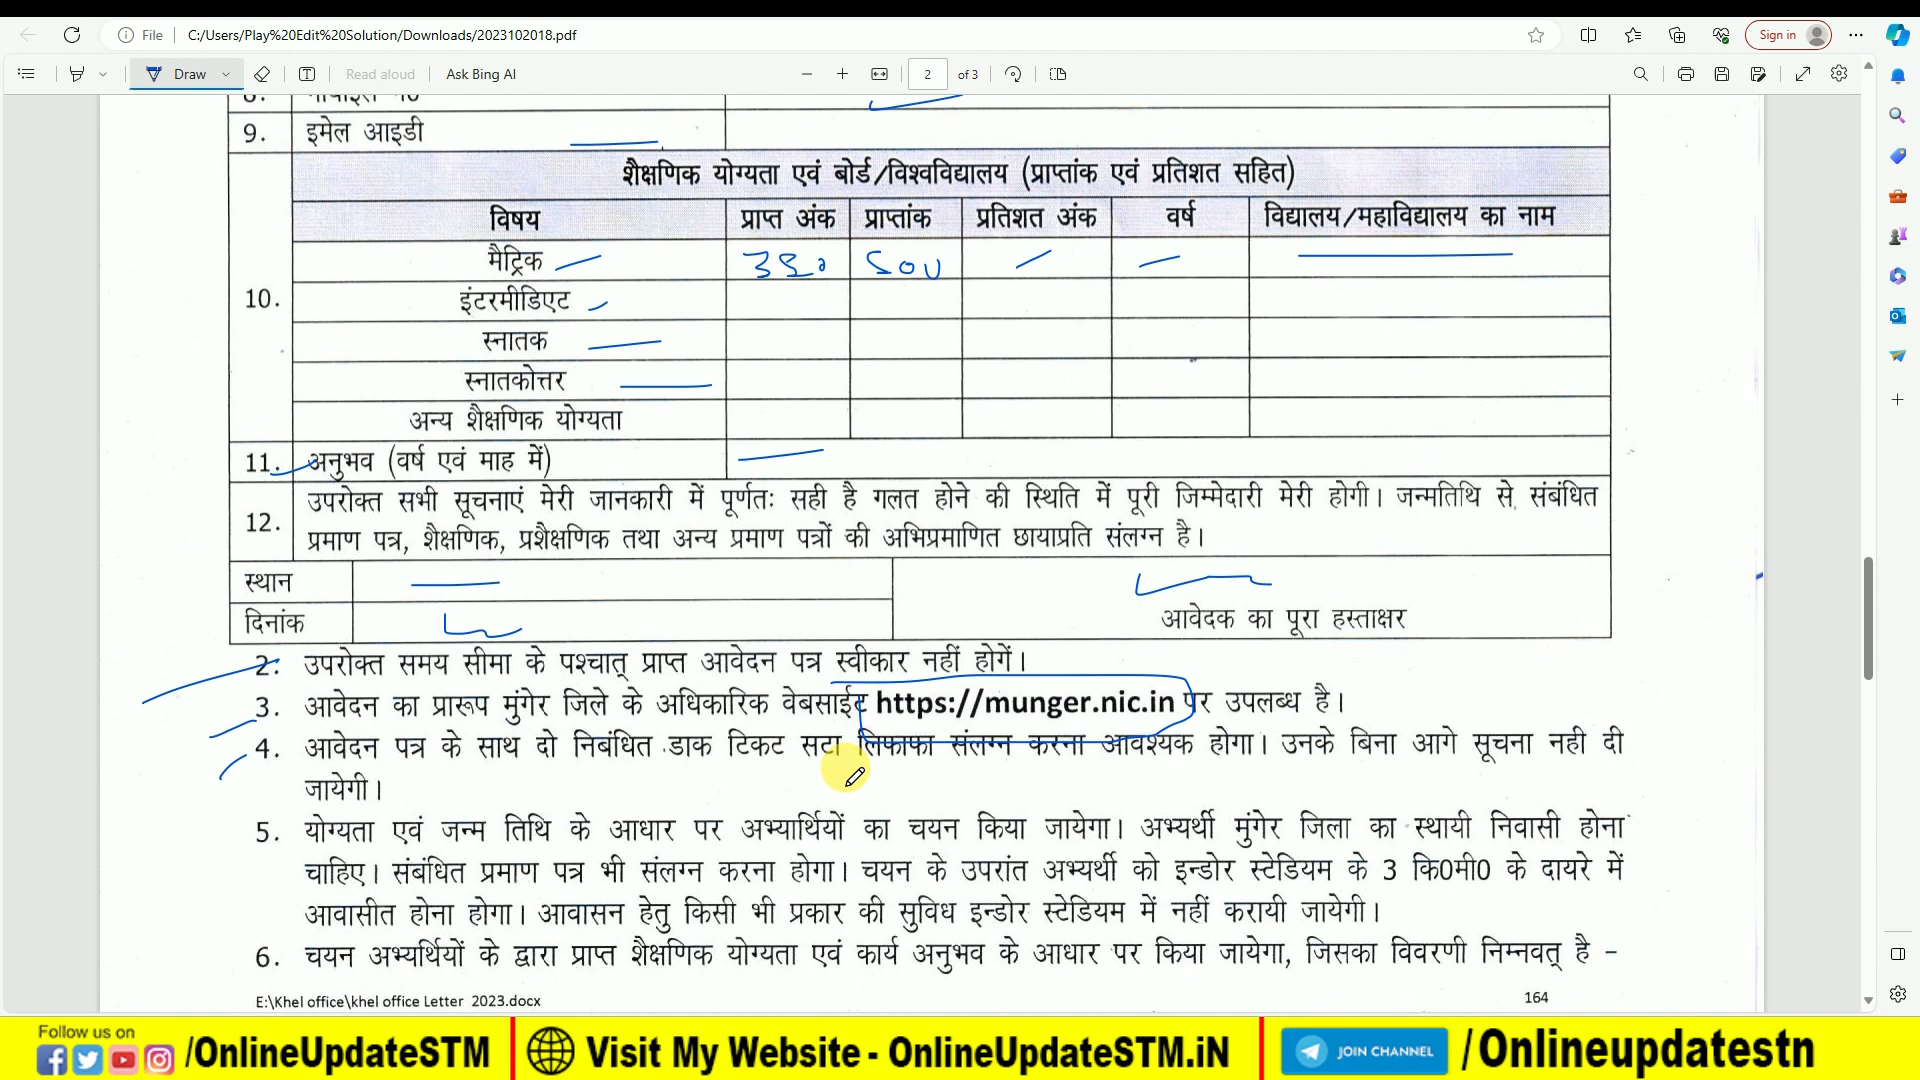 File C:/Users/Play%20Edit%20Solution/Downloads/2023102018.pdf Sign in
Draw Read aloud Ask Bing AI 2 of 3
9. इमेल आइडी
शैक्षणिक योग्यता एवं बोर्ड/विश्वविद्यालय (प्राप्तांक एवं प्रतिशत सहित)
विषय प्राप्त अंक प्राप्तांक प्रतिशत अंक वर्ष विद्यालय/महाविद्यालय का नाम
मैट्रिक
10. इंटरमीडिएट
स्नातक
स्नातकोत्तर
अन्य शैक्षणिक योग्यता
11. अनुभव (वर्ष एवं माह में)
12. उपरोक्त सभी सूचनाएं मेरी जानकारी में पूर्णतः सही है गलत होने की स्थिति में पूरी जिम्मेदारी मेरी होगी। जन्मतिथि से संबंधित
प्रमाण पत्र, शैक्षणिक, प्रशैक्षणिक तथा अन्य प्रमाण पत्रों की अभिप्रमाणित छायाप्रति संलग्न है।
स्थान
दिनांक आवेदक का पूरा हस्ताक्षर
2. उपरोक्त समय सीमा के पश्चात् प्राप्त आवेदन पत्र स्वीकार नहीं होगें।
3. आवेदन का प्रारूप मुंगेर जिले के अधिकारिक वेबसाईट https://munger.nic.in पर उपलब्ध है।
4. आवेदन पत्र के साथ दो निबंधित डाक टिकट सटा लिफाफा संलग्न करना आवश्यक होगा। उनके बिना आगे सूचना नही दी
जायेगी।
5. योग्यता एवं जन्म तिथि के आधार पर अभ्यार्थियों का चयन किया जायेगा। अभ्यर्थी मुंगेर जिला का स्थायी निवासी होना
चाहिए। संबंधित प्रमाण पत्र भी संलग्न करना होगा। चयन के उपरांत अभ्यर्थी को इन्डोर स्टेडियम के 3 कि0मी0 के दायरे में
आवासीत होना होगा। आवासन हेतु किसी भी प्रकार की सुविध इन्डोर स्टेडियम में नहीं करायी जायेगी।
6. चयन अभ्यर्थियों के द्वारा प्राप्त शैक्षणिक योग्यता एवं कार्य अनुभव के आधार पर किया जायेगा, जिसका विवरणी निम्नवत् है -
E:\Khel office\khel office Letter 2023.docx 164
Follow us on
/OnlineUpdateSTM Visit My Website - OnlineUpdateSTM.iN JOIN CHANNEL /Onlineupdatestn